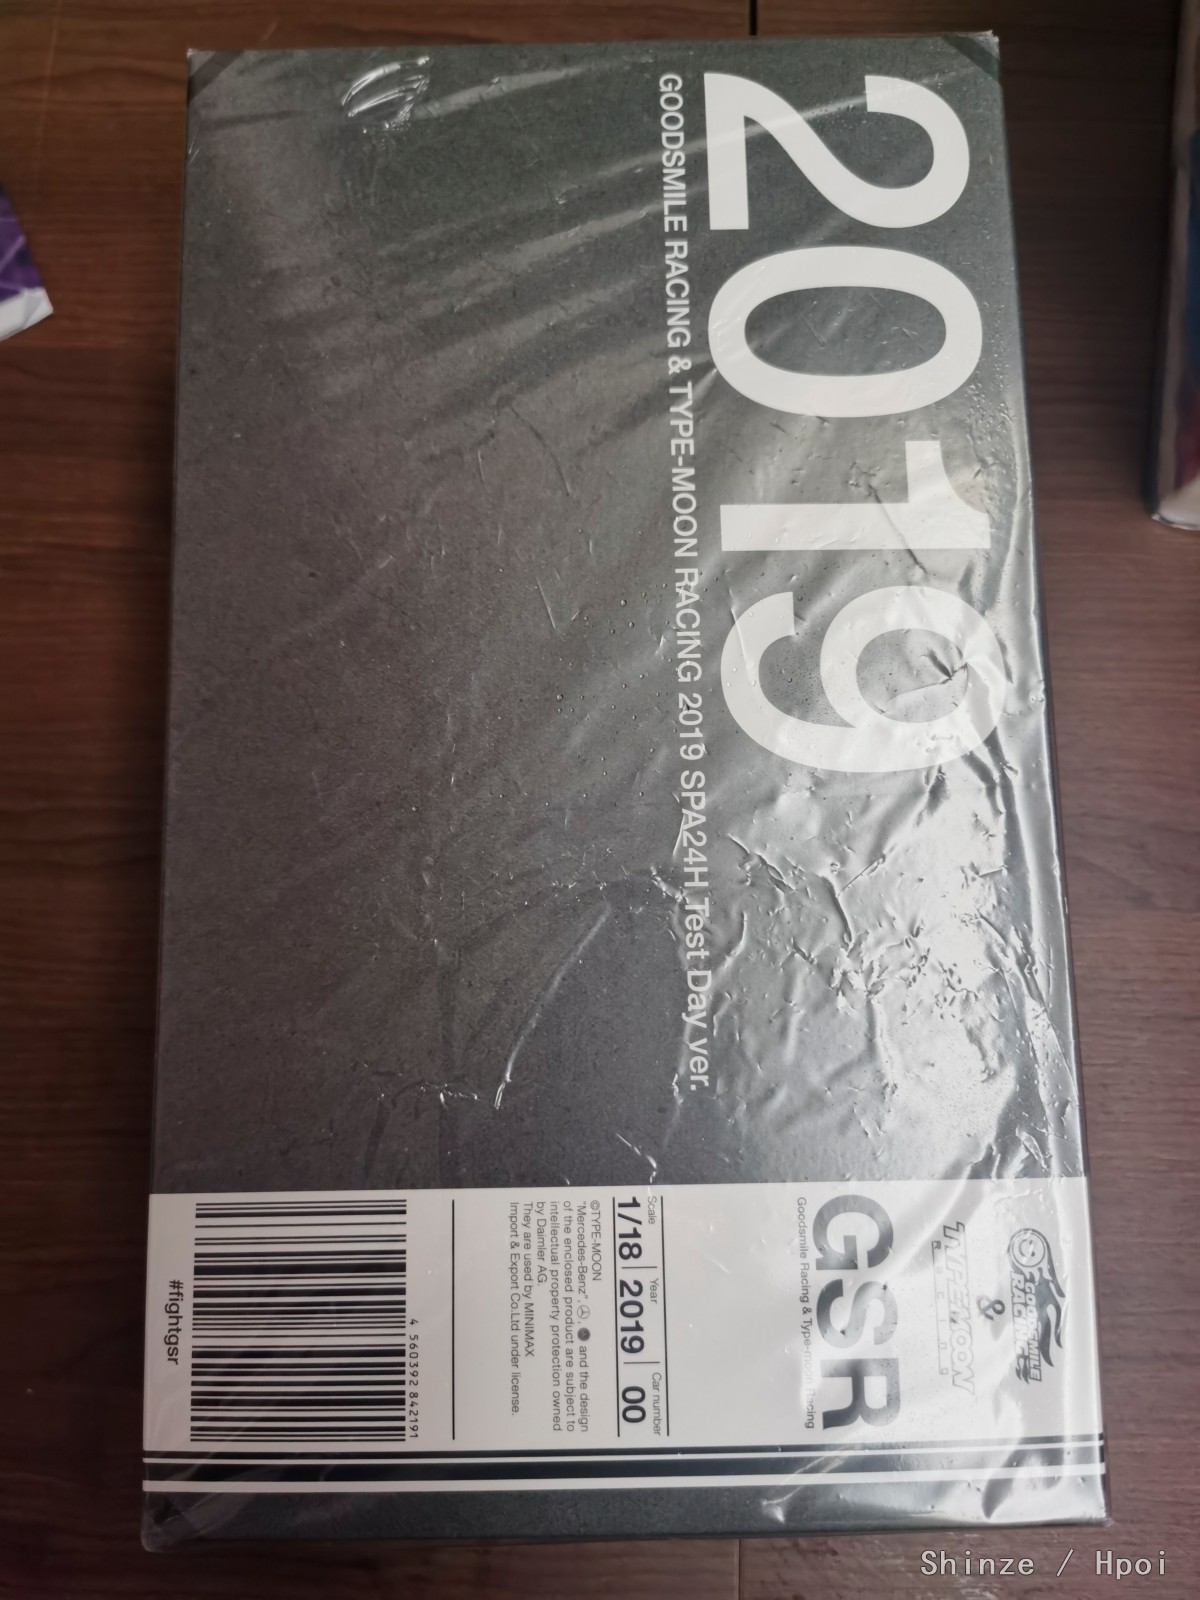 2019
GOODSMILE RACING & TYPE-MOON RACING 2019 SPA24H Test Day ver.
GOODSMILE
RACING
&
TYPE-MOON
RACING
GSR
Goodsmile Racing & Type-moon Racing
Scale Year Car number
1/18 2019 00
©TYPE-MOON
"Mercedes-Benz", and the design
of the enclosed product are subject to
intellectual property protection owned
by Daimler AG.
They are used by MINIMAX
Import & Export Co.Ltd under license.
4 560392 842191
#fightgsr
Shinze / Hpoi